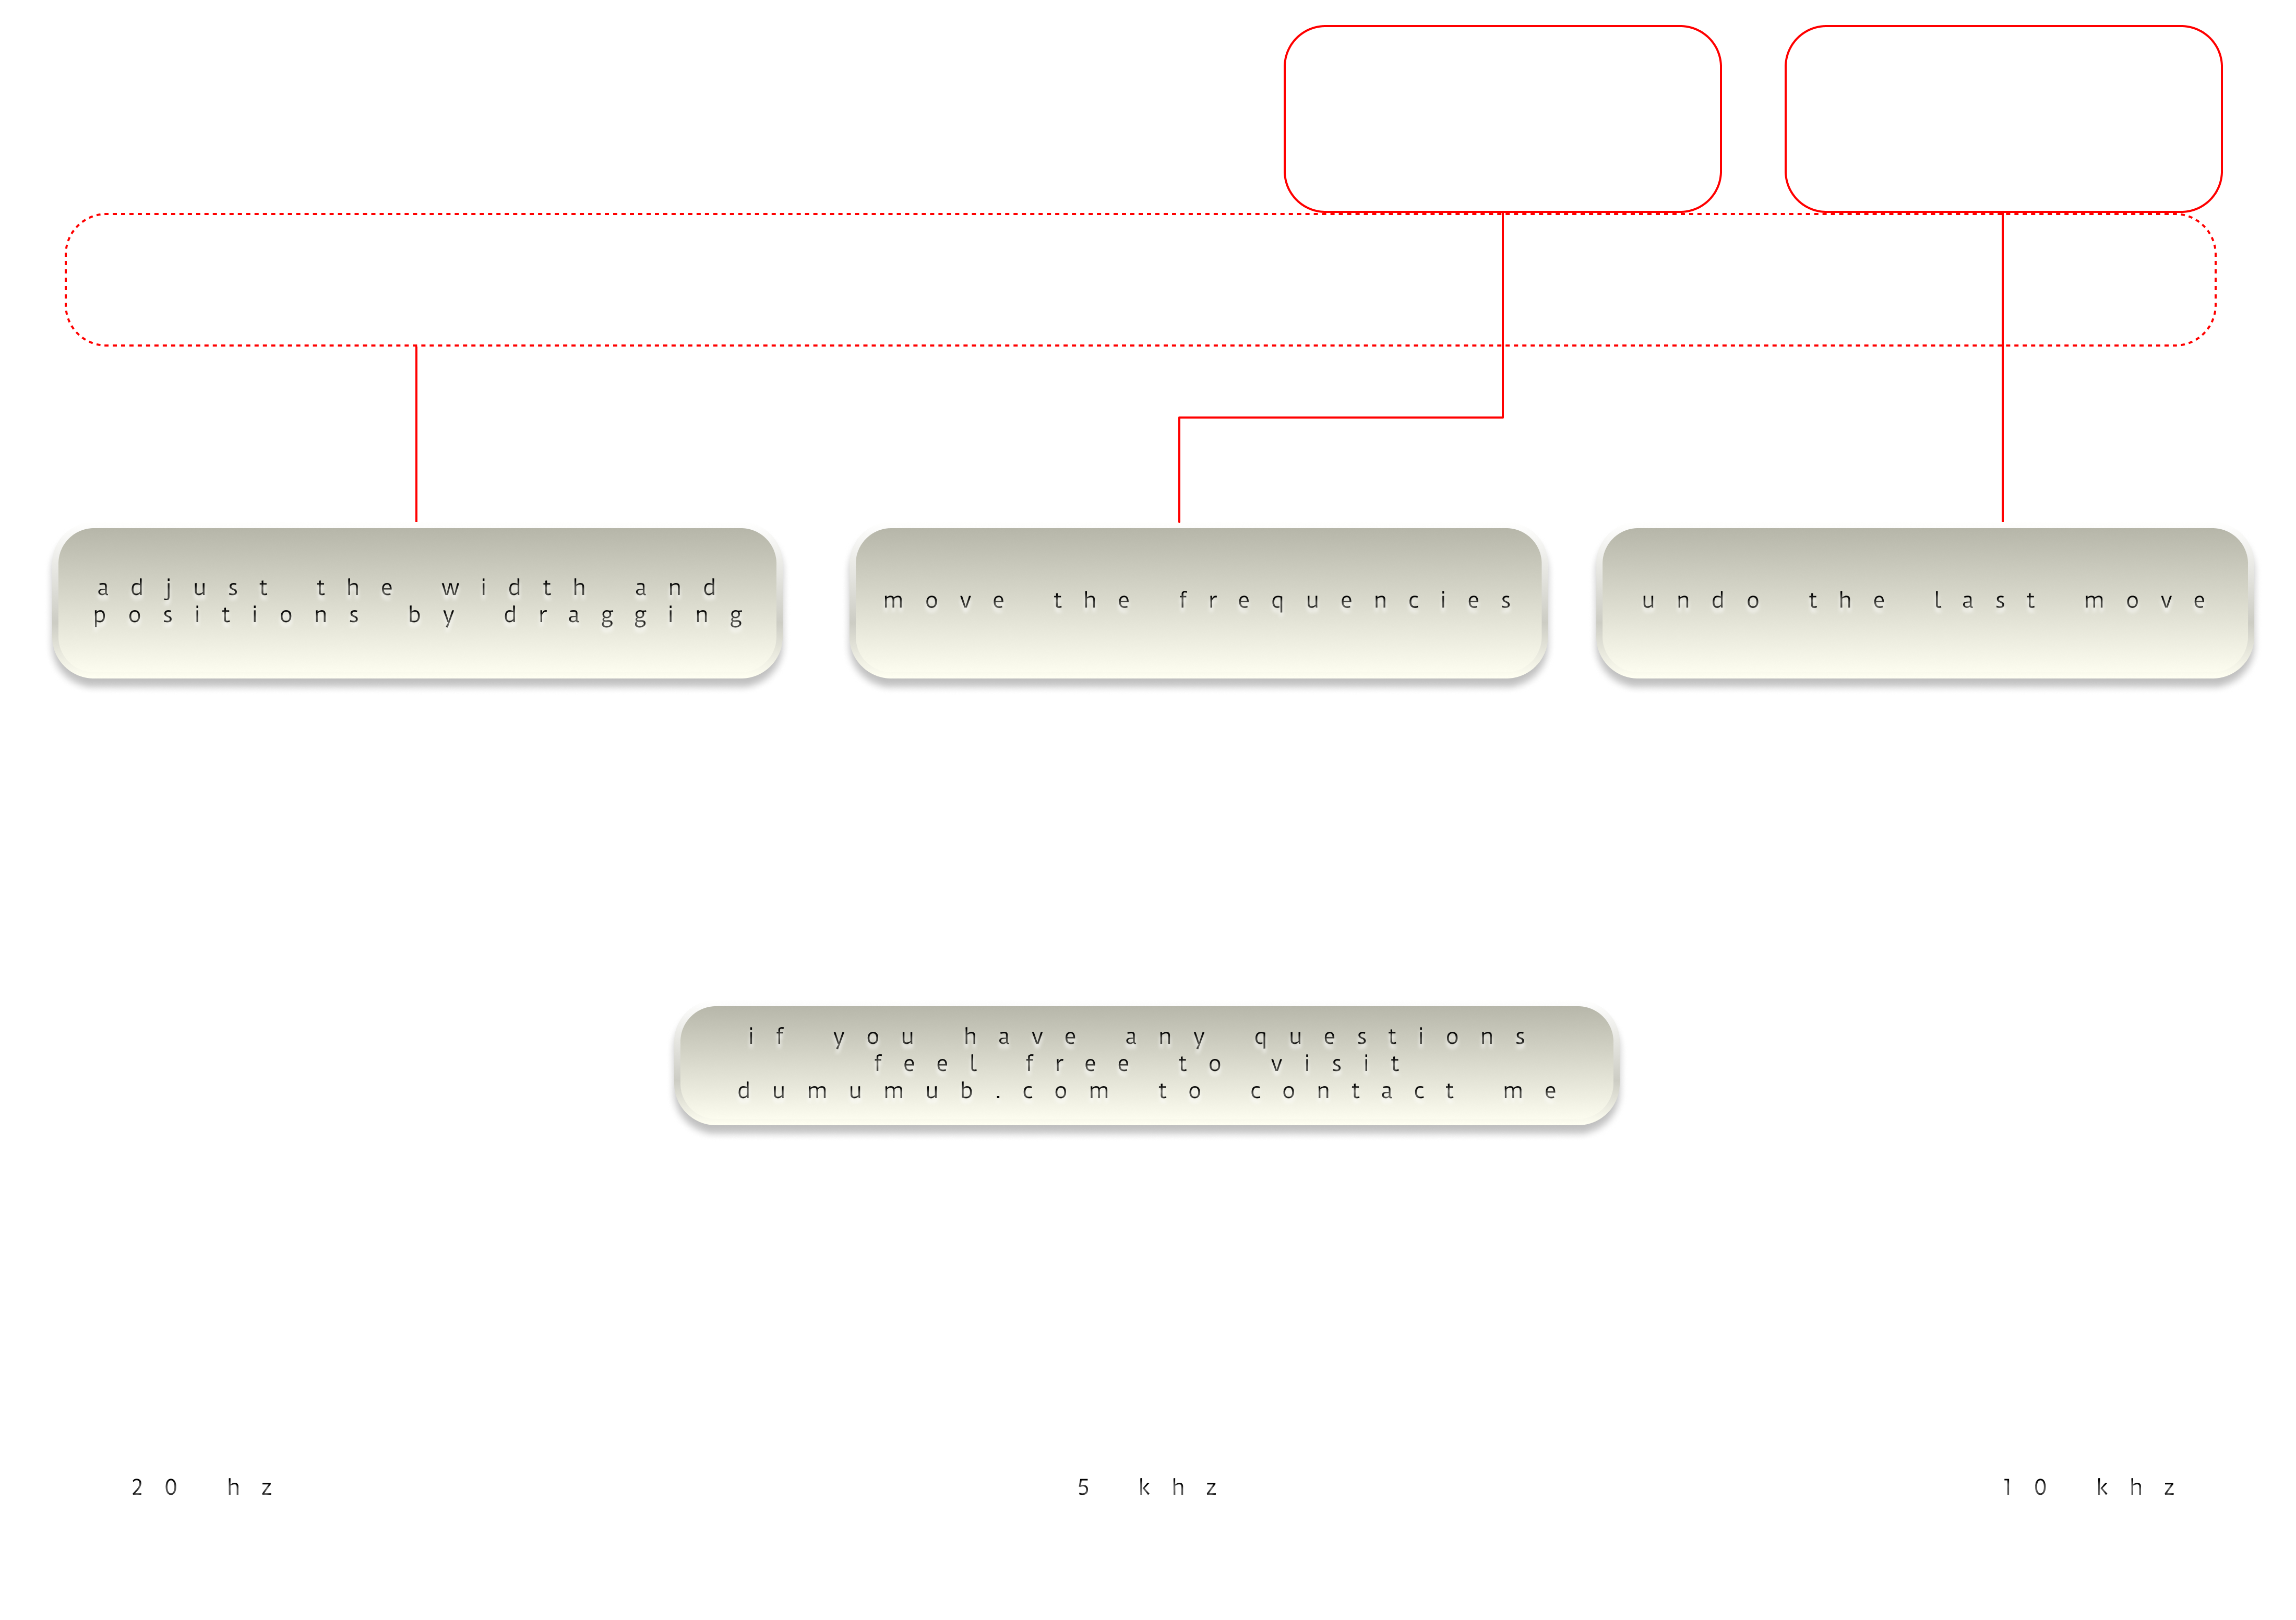 adjust the width and
positions by dragging
move the frequencies
undo the last move
if you have any questions
feel free to visit
dumumub.com to contact me
20 hz
5 khz
10 khz